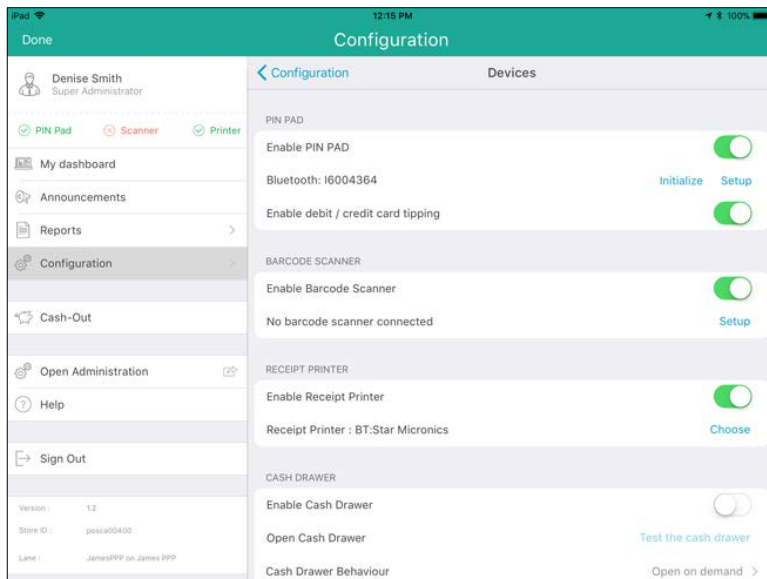 iPad 12:15 PM 100%
Done Configuration
Denise Smith
Super Administrator
PIN Pad Scanner Printer
My dashboard
Announcements
Reports
Configuration
Cash-Out
Open Administration
Help
Sign Out
Version : 1.2
Store ID : posca00400
Lane : JamesPPP on James PPP
Configuration Devices
PIN PAD
Enable PIN PAD
Bluetooth: I6004364 Initialize Setup
Enable debit / credit card tipping
BARCODE SCANNER
Enable Barcode Scanner
No barcode scanner connected Setup
RECEIPT PRINTER
Enable Receipt Printer
Receipt Printer : BT:Star Micronics Choose
CASH DRAWER
Enable Cash Drawer
Open Cash Drawer Test the cash drawer
Cash Drawer Behaviour Open on demand